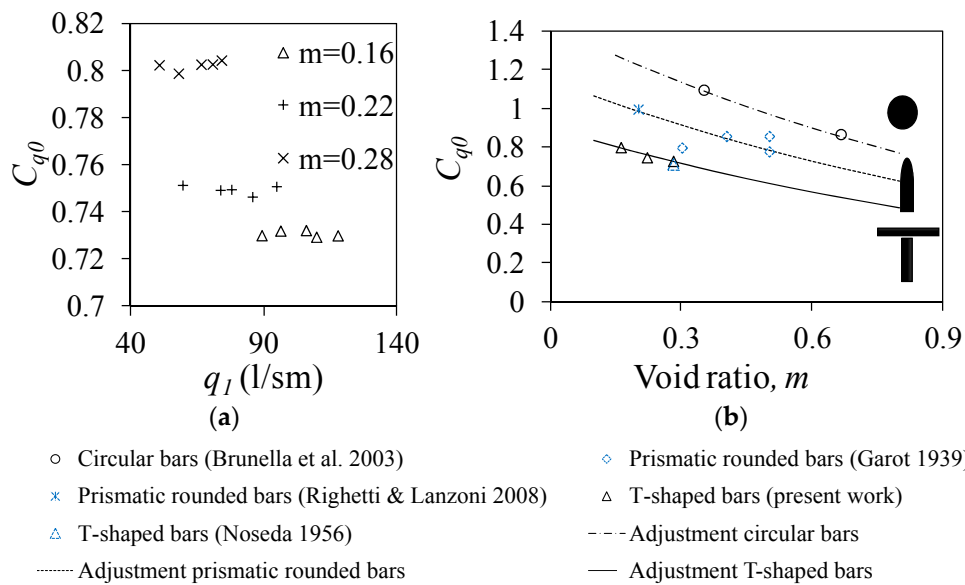 0.82
0.8
0.78
0.76
0.74
0.72
0.7
C_q0
40
90
140
q_1 (l/sm)
m=0.16
m=0.22
m=0.28
(a)
1.4
1.2
1
0.8
0.6
0.4
0.2
0
C_q0
0
0.3
0.6
0.9
Void ratio, m
(b)
Circular bars (Brunella et al. 2003)
Prismatic rounded bars (Garot 1939)
Prismatic rounded bars (Righetti & Lanzoni 2008)
T-shaped bars (present work)
T-shaped bars (Noseda 1956)
Adjustment circular bars
Adjustment prismatic rounded bars
Adjustment T-shaped bars